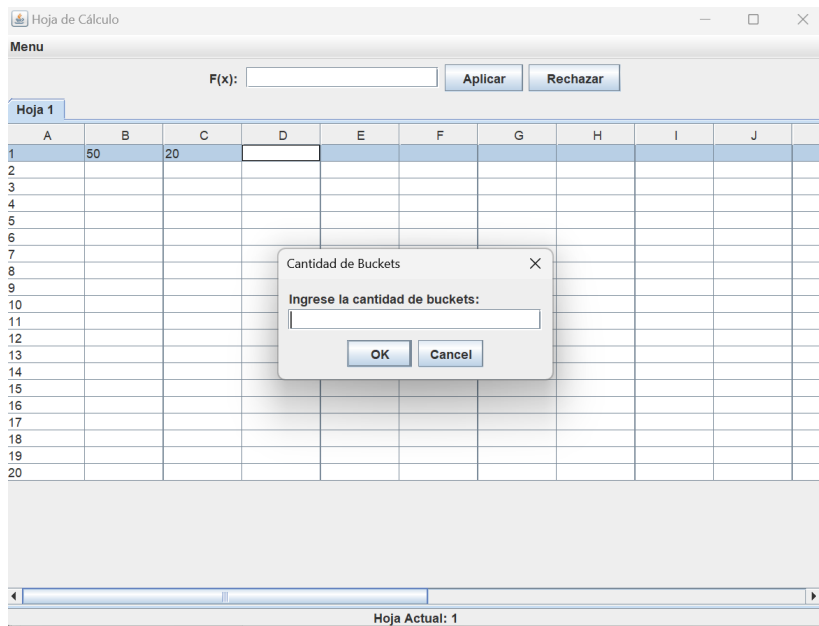 Hoja de Cálculo
Menu
F(x): Aplicar Rechazar
Hoja 1
A B C D E F G H I J
1 50 20
2
3
4
5
6
7
8
9
10
11
12
13
14
15
16
17
18
19
20
Cantidad de Buckets
Ingrese la cantidad de buckets:
OK Cancel
Hoja Actual: 1